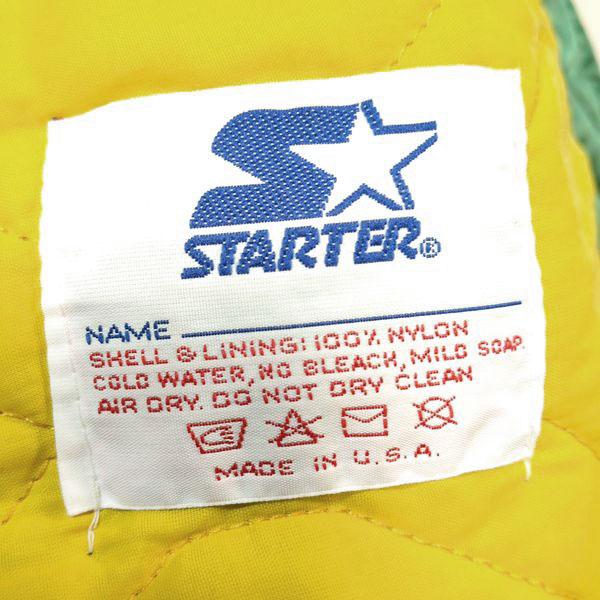 STARTER®
NAME
SHELL & LINING: 100% NYLON
COLD WATER, NO BLEACH, MILD SOAP.
AIR DRY. DO NOT DRY CLEAN
MADE IN U.S.A.